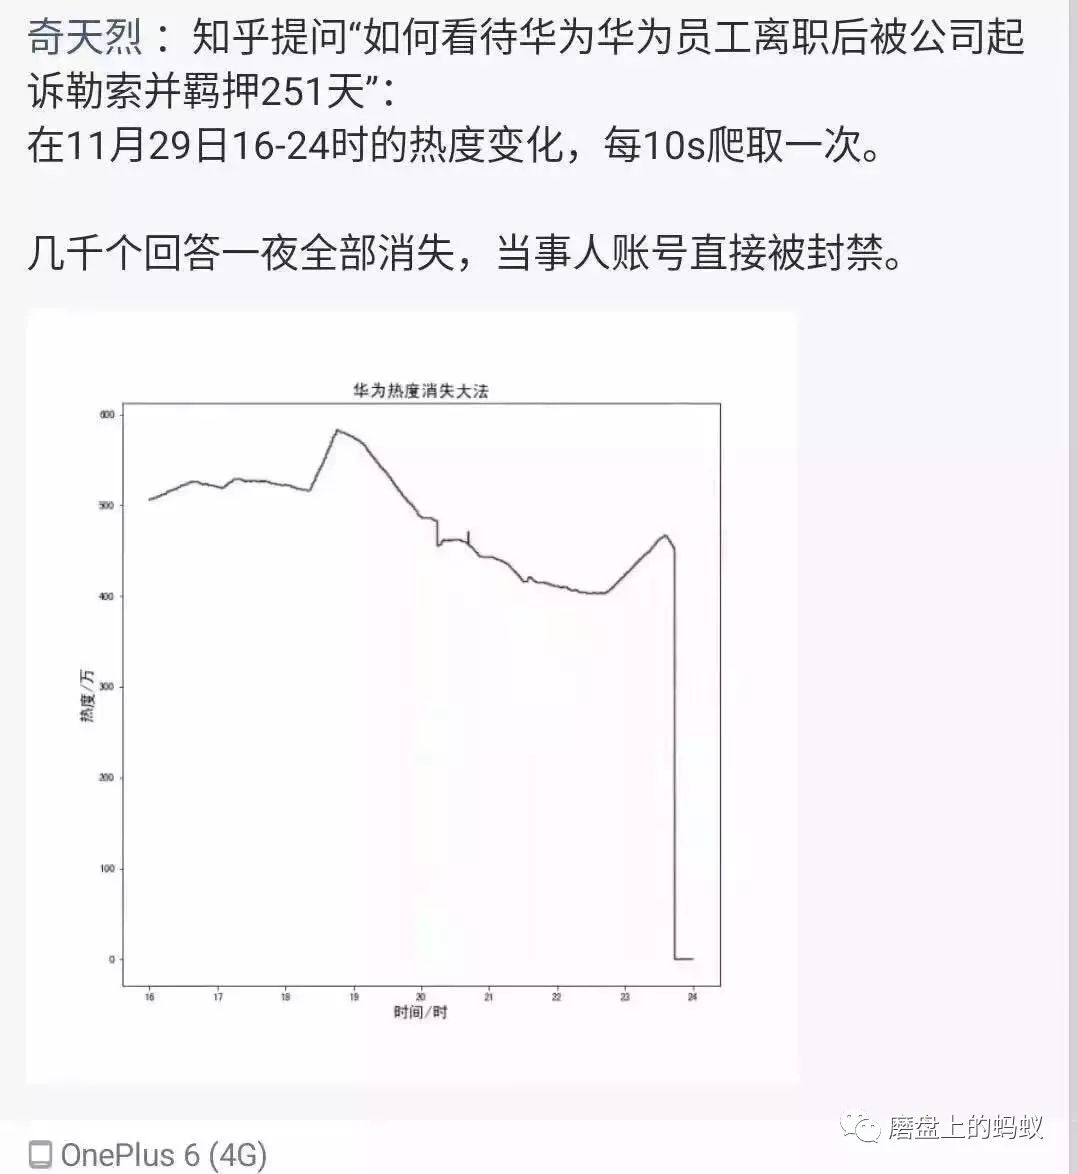 奇天烈： 知乎提问“如何看待华为华为员工离职后被公司起
诉勒索并羁押251天”：
在11月29日16-24时的热度变化，每10s爬取一次。
几千个回答一夜全部消失，当事人账号直接被封禁。
华为热度消失大法
600
500
400
300
200
100
0
热度/万
16 17 18 19 20 21 22 23 24
时间/时
磨盘上的蚂蚁
OnePlus 6 (4G)